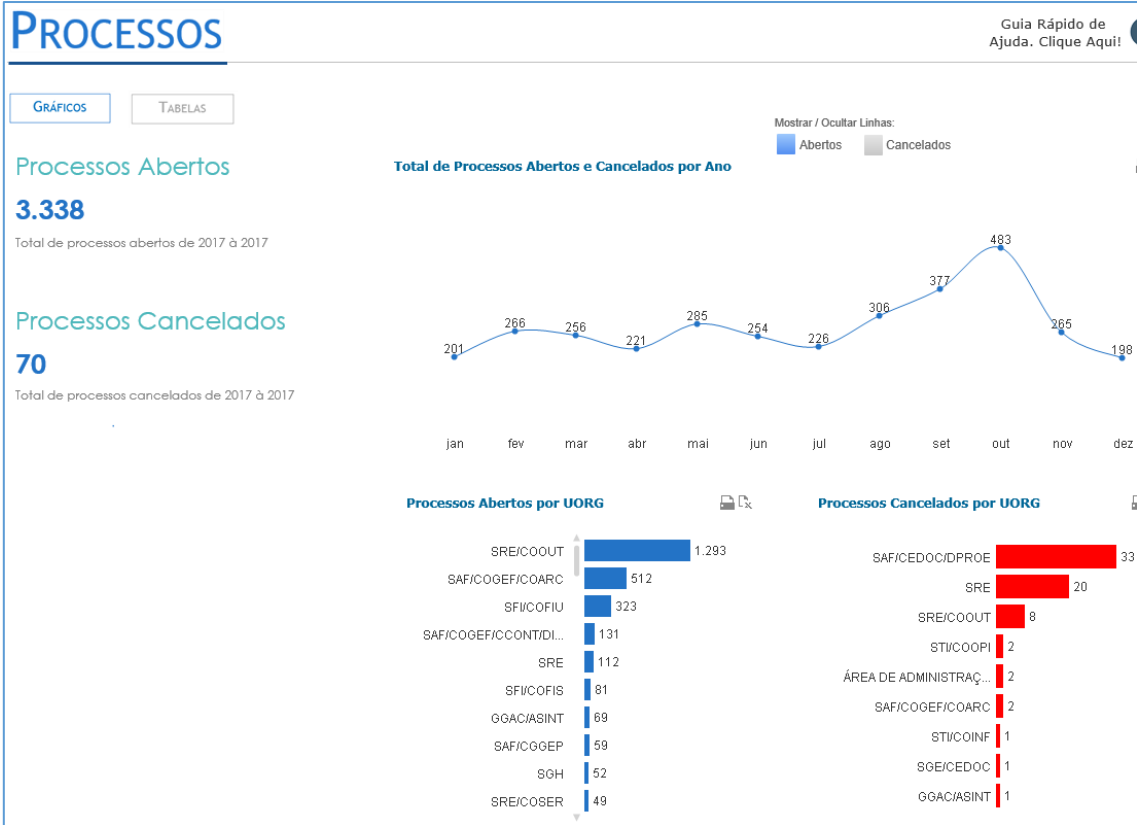 PROCESSOS
Guia Rápido de
Ajuda. Clique Aqui!
GRÁFICOS
TABELAS
Mostrar / Ocultar Linhas:
Abertos
Cancelados
Processos Abertos
3.338
Total de processos abertos de 2017 à 2017
Processos Cancelados
70
Total de processos cancelados de 2017 à 2017
Total de Processos Abertos e Cancelados por Ano
201
266
256
221
285
254
226
306
377
483
265
198
jan
fev
mar
abr
mai
jun
jul
ago
set
out
nov
dez
Processos Abertos por UORG
SRE/COOUT 1.293
SAF/COGEF/COARC 512
SFI/COFIU 323
SAF/COGEF/CCONT/DI... 131
SRE 112
SFI/COFIS 81
GGAC/ASINT 69
SAF/CGGEP 59
SGH 52
SRE/COSER 49
Processos Cancelados por UORG
SAF/CEDOC/DPROE 33
SRE 20
SRE/COOUT 8
STI/COOPI 2
ÁREA DE ADMINISTRAÇ... 2
SAF/COGEF/COARC 2
STI/COINF 1
SGE/CEDOC 1
GGAC/ASINT 1